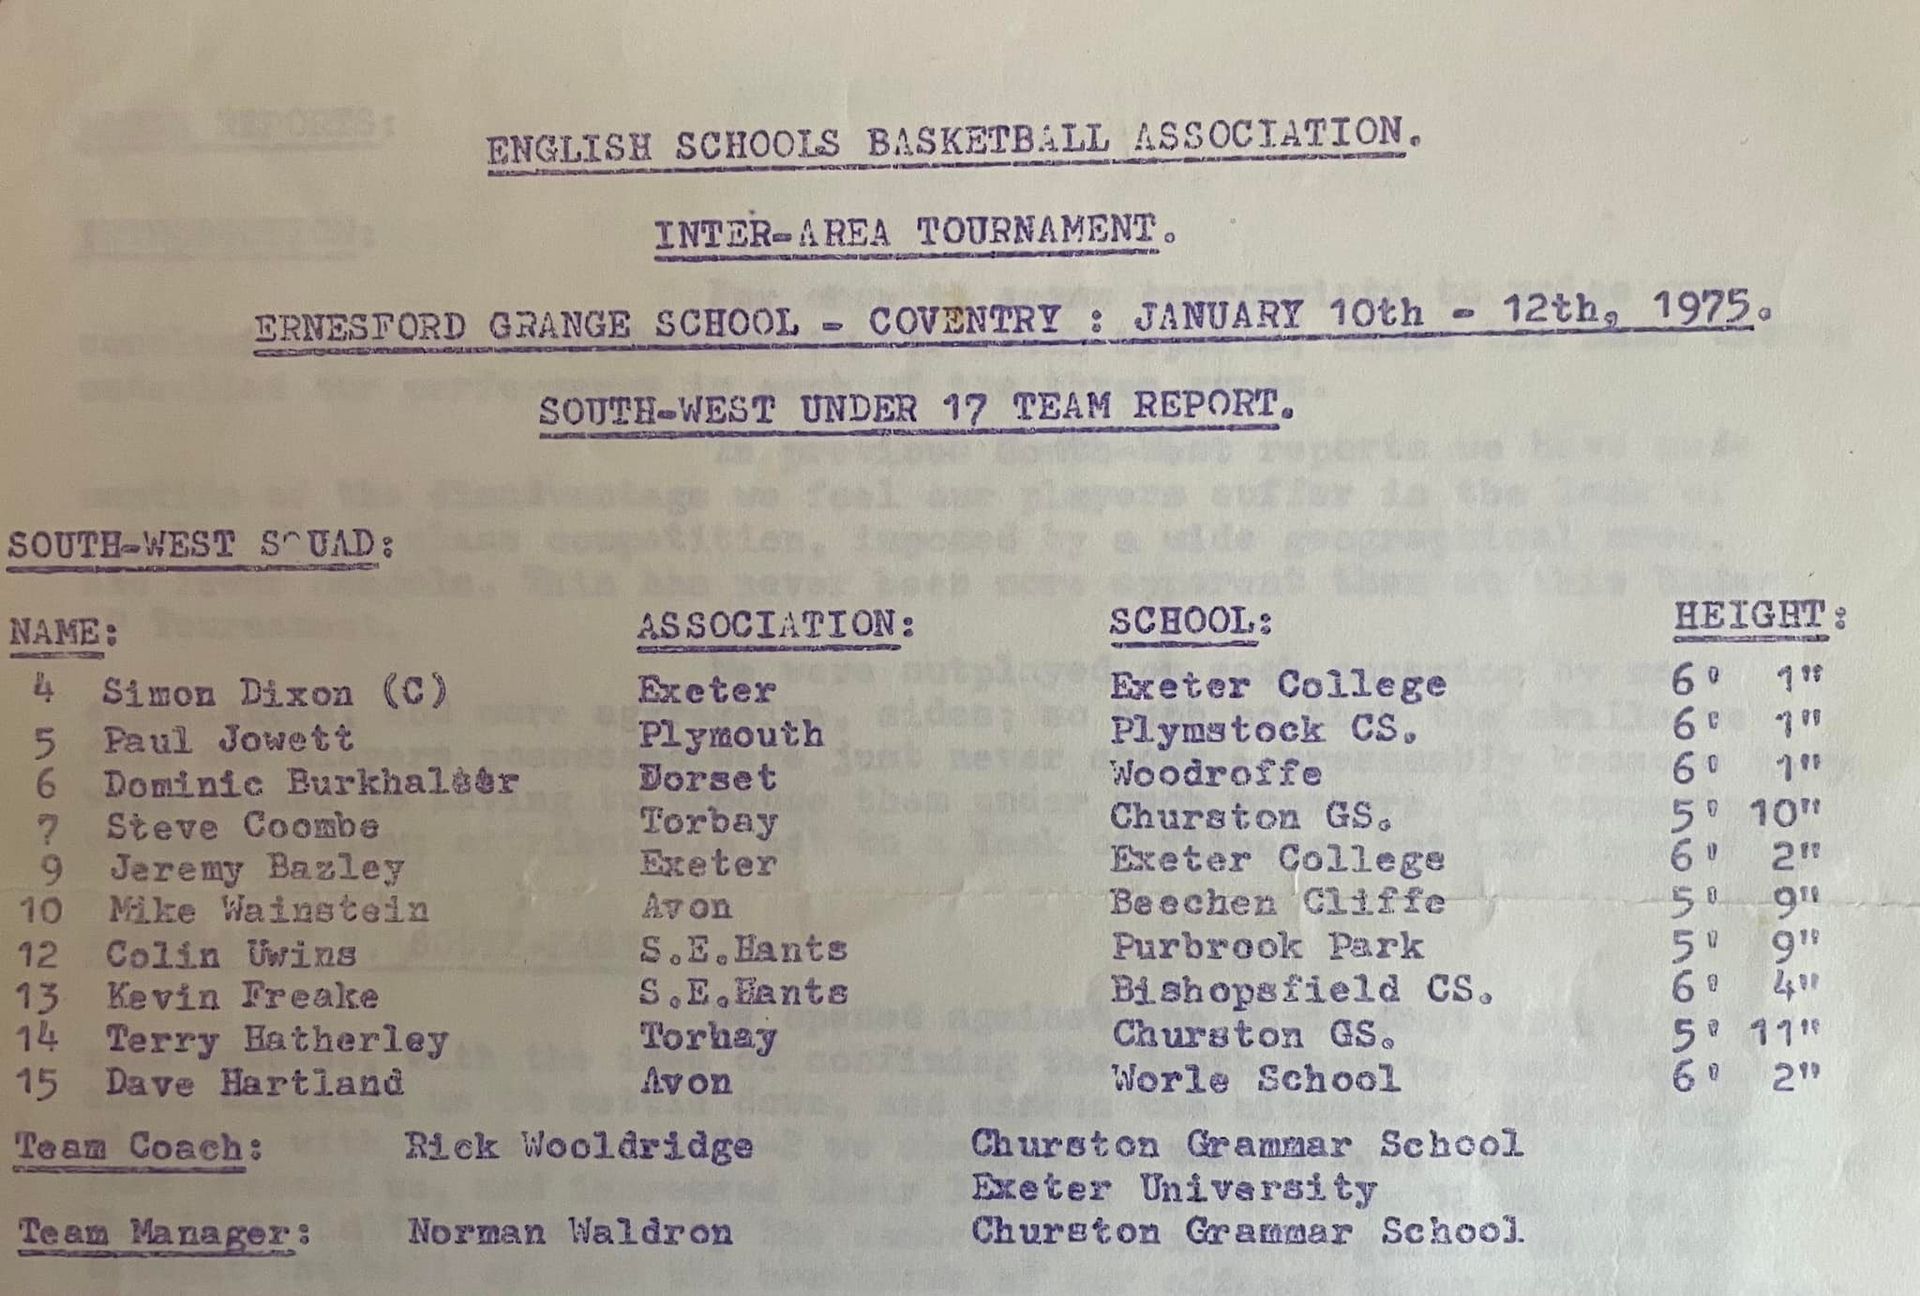 ENGLISH SCHOOLS BASKETBALL ASSOCIATION.
INTER-AREA TOURNAMENT.
ERNESFORD GRANGE SCHOOL - COVENTRY : JANUARY 10th - 12th, 1975.
SOUTH-WEST UNDER 17 TEAM REPORT.
SOUTH-WEST S^UAD:
NAME: ASSOCIATION: SCHOOL: HEIGHT:
4 Simon Dixon (C) Exeter Exeter College 6' 1"
5 Paul Jowett Plymouth Plymstock CS. 6' 1"
6 Dominic Dorset Woodroffe 6' 1"
7 Steve Coombs Torbay Churston GS. 5' 10"
9 Jeremy Bazley Exeter Exeter College 6' 2"
10 Mike Wainstein Avon Beechen Cliffe 5' 9"
12 Colin Uwins S.E.Hants Purbrook Park 5' 9"
13 Kevin Freake S.E.Hants Bishopsfield CS. 6' 4"
14 Terry Hatherley Torbay Churston GS. 5' 11"
15 Dave Hartland Avon Worle School 6' 2"
Team Coach: Rick Wooldridge Churston Grammar School
Exeter University
Team Manager: Norman Waldron Churston Grammar School